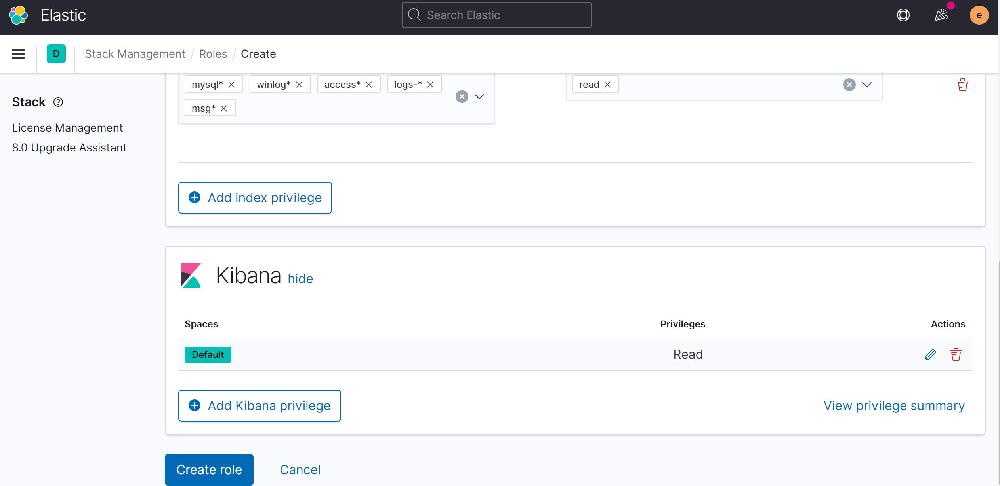 Elastic
Search Elastic
e
D
Stack Management / Roles / Create
mysql* winlog* access* logs-*
msg*
read
Stack
License Management
8.0 Upgrade Assistant
Add index privilege
Kibana hide
Spaces Privileges Actions
Default Read
Add Kibana privilege
View privilege summary
Create role Cancel